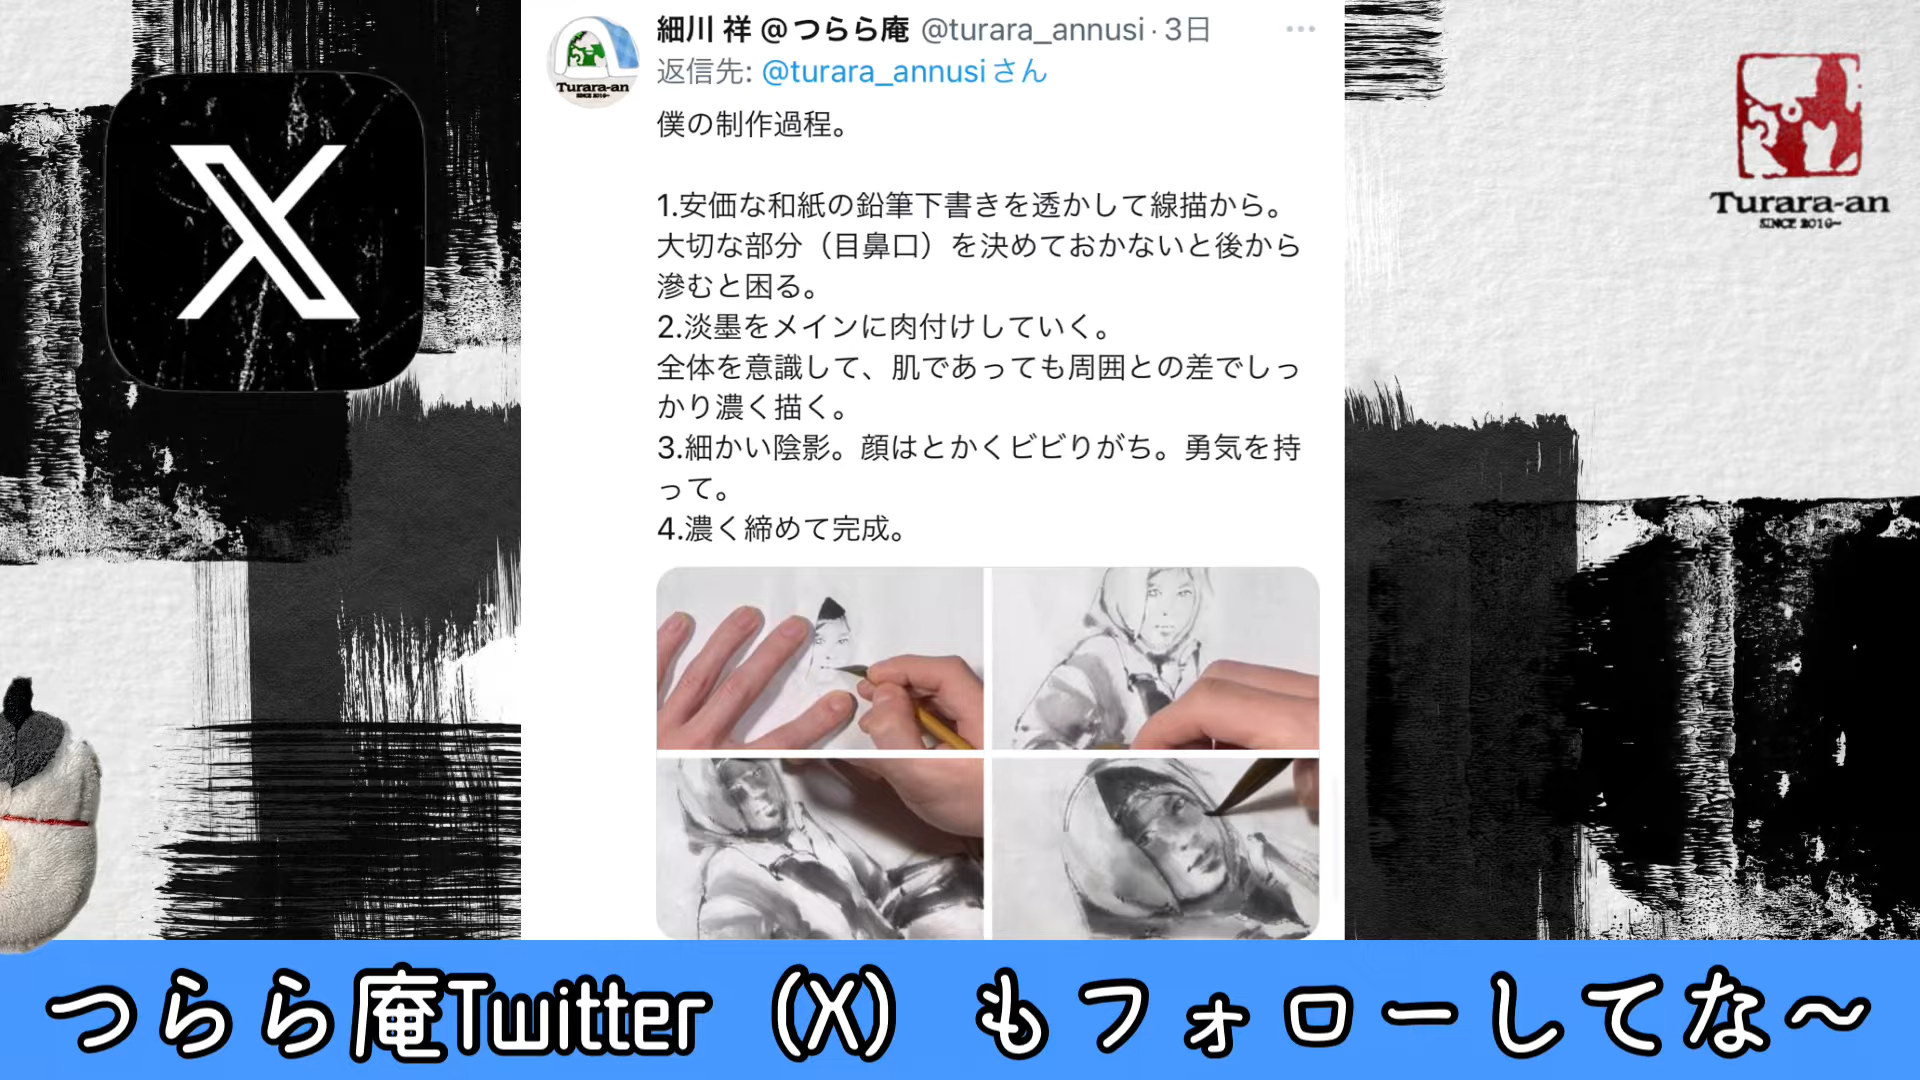 細川 祥 @つらら庵 @turara_annusi · 3日
返信先: @turara_annusiさん
僕の制作過程。
1.安価な和紙の鉛筆下書きを透かして線描から。
大切な部分（目鼻口）を決めておかないと後から
滲むと困る。
2.淡墨をメインに肉付けしていく。
全体を意識して、肌であっても周囲との差でしっ
かり濃く描く。
3.細かい陰影。顔はとかくビビりがち。勇気を持
って。
4.濃く締めて完成。
Turara-an
SINCE 2010~
Turara-an
SINCE 2010~
つらら庵Twitter（X）もフォローしてな〜